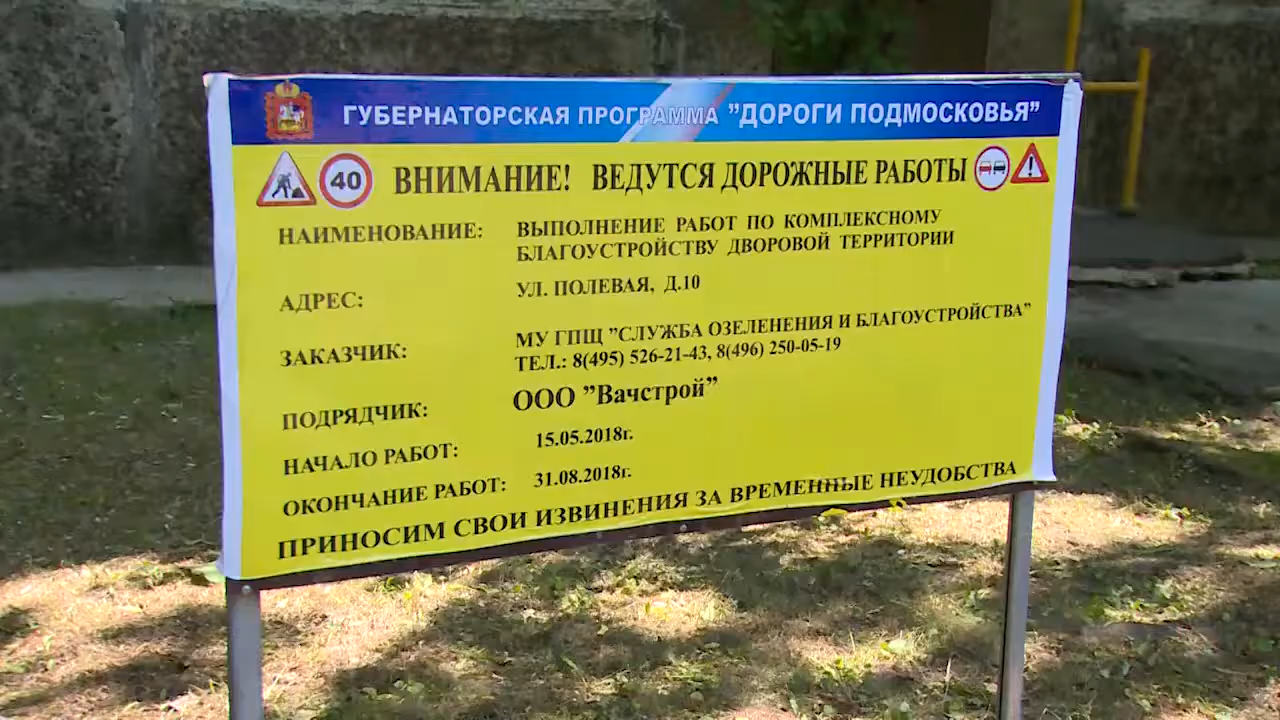 ГУБЕРНАТОРСКАЯ ПРОГРАММА "ДОРОГИ ПОДМОСКОВЬЯ"
40 ВНИМАНИЕ! ВЕДУТСЯ ДОРОЖНЫЕ РАБОТЫ
НАИМЕНОВАНИЕ: ВЫПОЛНЕНИЕ РАБОТ ПО КОМПЛЕКСНОМУ
БЛАГОУСТРОЙСТВУ ДВОРОВОЙ ТЕРРИТОРИИ
АДРЕС: УЛ. ПОЛЕВАЯ, Д.10
ЗАКАЗЧИК: МУ ГПЩ "СЛУЖБА ОЗЕЛЕНЕНИЯ И БЛАГОУСТРОЙСТВА"
ТЕЛ.: 8(495) 526-21-43, 8(496) 250-05-19
ПОДРЯДЧИК: ООО "Вачстрой"
НАЧАЛО РАБОТ: 15.05.2018г.
ОКОНЧАНИЕ РАБОТ: 31.08.2018г.
ПРИНОСИМ СВОИ ИЗВИНЕНИЯ ЗА ВРЕМЕННЫЕ НЕУДОБСТВА